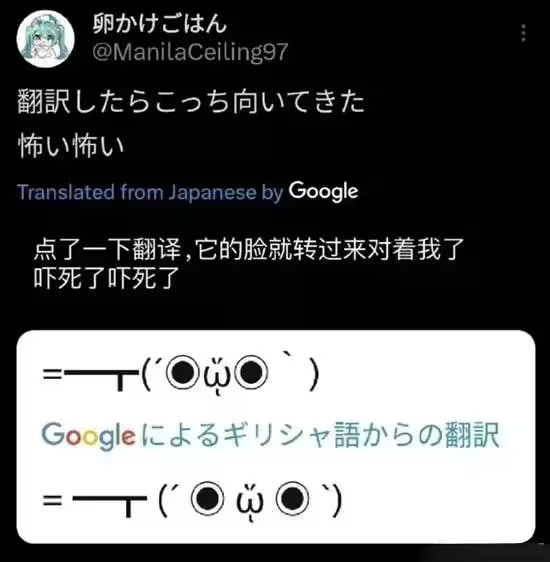 卵かけごはん
@ManilaCeiling97
翻訳したらこっち向いてきた
怖い怖い
Translated from Japanese by Google
点了一下翻译,它的脸就转过来对着我了
吓死了吓死了
=━━┳(´◉ᾥ◉｀)
Googleによるギリシャ語からの翻訳
= ━━┳ (´ ◉ ᾥ ◉ `)